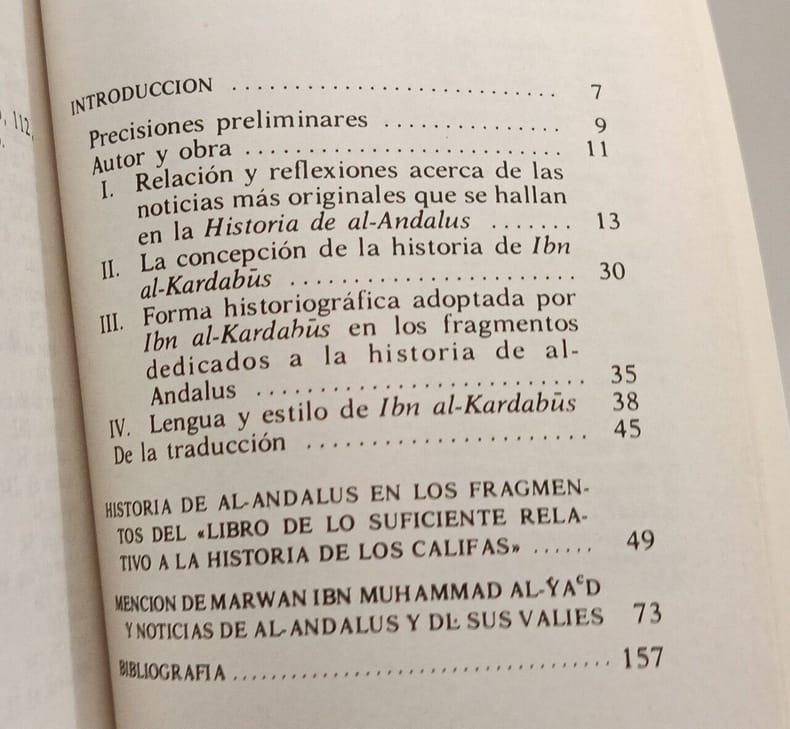 , 112,
INTRODUCCION ............................ 7
Precisiones preliminares .............. 9
Autor y obra ......................... 11
I. Relación y reflexiones acerca de las
noticias más originales que se hallan
en la Historia de al-Andalus ....... 13
II. La concepción de la historia de Ibn
al-Kardabūs ....................... 30
III. Forma historiográfica adoptada por
Ibn al-Kardabūs en los fragmentos
dedicados a la historia de al-
Andalus .......................... 35
IV. Lengua y estilo de Ibn al-Kardabūs 38
De la traducción ...................... 45
HISTORIA DE AL-ANDALUS EN LOS FRAGMEN-
TOS DEL «LIBRO DE LO SUFICIENTE RELA-
TIVO A LA HISTORIA DE LOS CALIFAS» ...... 49
MENCION DE MARWAN IBN MUHAMMAD AL-ŶAᶜD
Y NOTICIAS DE AL-ANDALUS Y DE SUS VALIES 73
BIBLIOGRAFIA ................................... 157